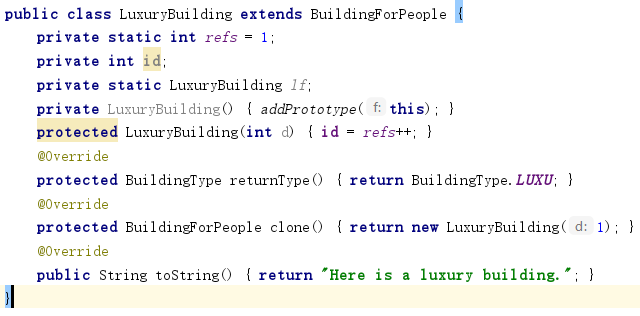 public class LuxuryBuilding extends BuildingForPeople {
    private static int refs = 1;
    private int id;
    private static LuxuryBuilding lf;
    private LuxuryBuilding() { addPrototype( f: this); }
    protected LuxuryBuilding(int d) { id = refs++; }
    @Override
    protected BuildingType returnType() { return BuildingType.LUXU; }
    @Override
    protected BuildingForPeople clone() { return new LuxuryBuilding( d: 1); }
    @Override
    public String toString() { return "Here is a luxury building."; }
}